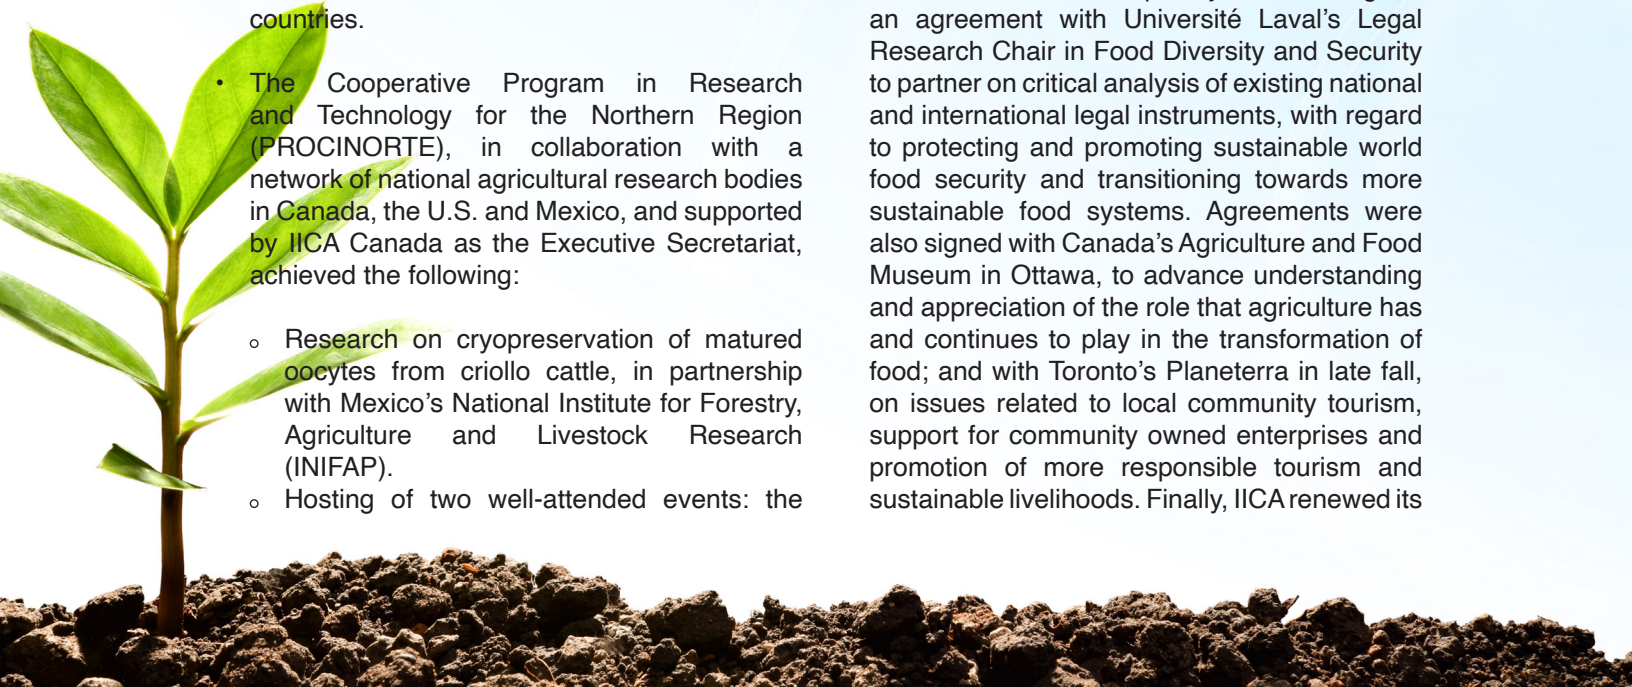 countries.
• The Cooperative Program in Research
and Technology for the Northern Region
(PROCINORTE), in collaboration with a
network of national agricultural research bodies
in Canada, the U.S. and Mexico, and supported
by IICA Canada as the Executive Secretariat,
achieved the following:
o Research on cryopreservation of matured
oocytes from criollo cattle, in partnership
with Mexico's National Institute for Forestry,
Agriculture and Livestock Research
(INIFAP).
o Hosting of two well-attended events: the
an agreement with Université Laval's Legal
Research Chair in Food Diversity and Security
to partner on critical analysis of existing national
and international legal instruments, with regard
to protecting and promoting sustainable world
food security and transitioning towards more
sustainable food systems. Agreements were
also signed with Canada's Agriculture and Food
Museum in Ottawa, to advance understanding
and appreciation of the role that agriculture has
and continues to play in the transformation of
food; and with Toronto's Planeterra in late fall,
on issues related to local community tourism,
support for community owned enterprises and
promotion of more responsible tourism and
sustainable livelihoods. Finally, IICA renewed its